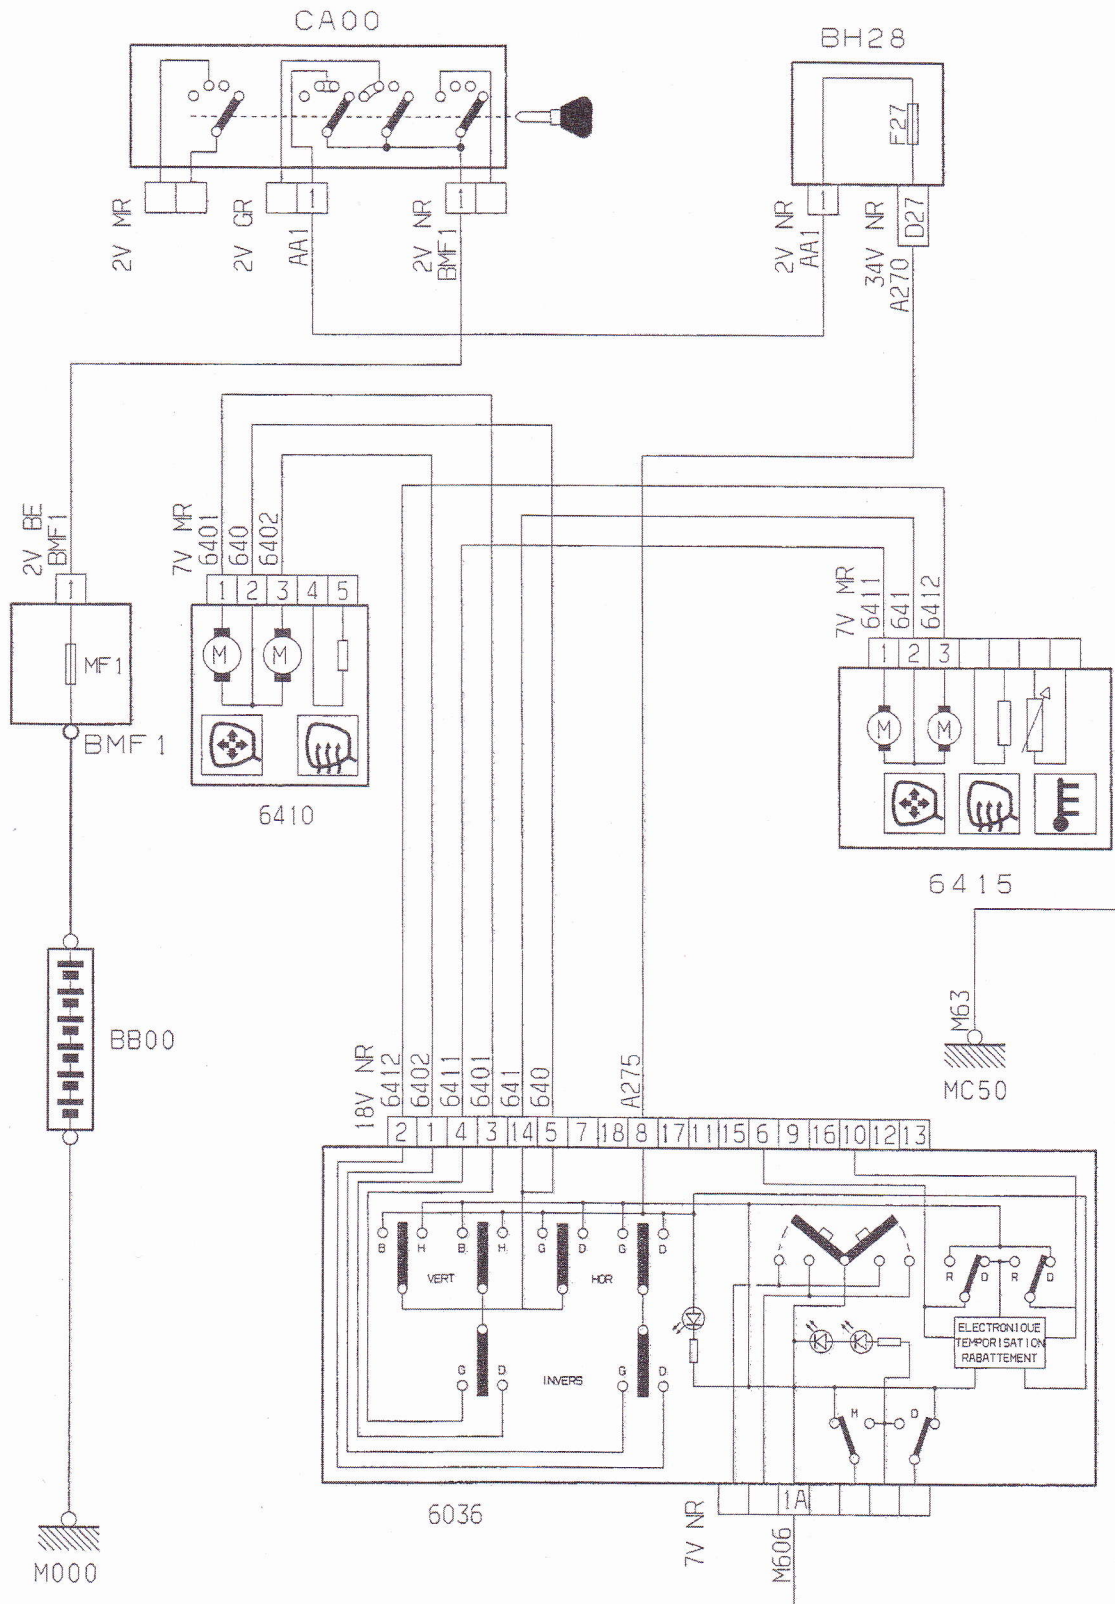 CA00
BH28
F27
1
1
1
D27
2V MR
2V GR
AA1
2V NR
BMF1
2V NR
AA1
34V NR
A270
2V BE
BMF1
7V MR
6401
640
6402
1
1 2 3 4 5
MF1
M M
BMF1
6410
7V MR
6411
641
6412
1 2 3
M M
6415
BB00
M63
MC50
18V NR
6412
6402
6411
6401
641
640
A275
2 1 4 3 14 5 7 18 8 17 11 15 6 9 16 10 12 13
B H B H G D G D
VERT HOR
R D R D
ELECTRONIQUE
TEMPORISATION
RABATTEMENT
G D INVERS G D
M D
1A
6036
7V NR
M606
M000